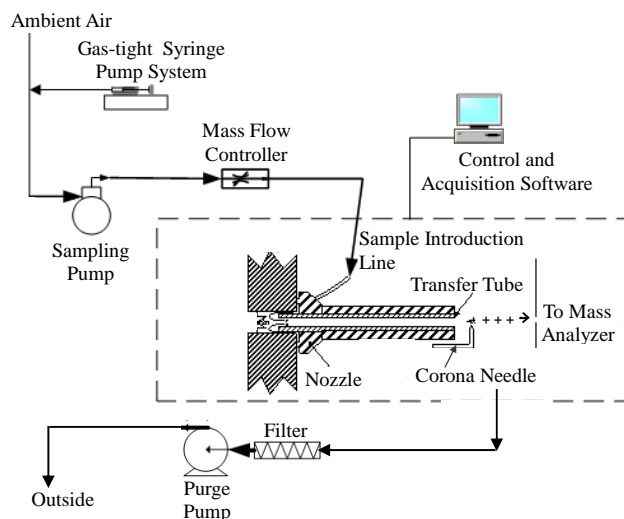 Ambient Air
Gas-tight Syringe
Pump System
Mass Flow
Controller
Control and
Acquisition Software
Sampling
Pump
Sample Introduction
Line
Transfer Tube
To Mass
Analyzer
Nozzle
Corona Needle
Filter
Purge
Pump
Outside